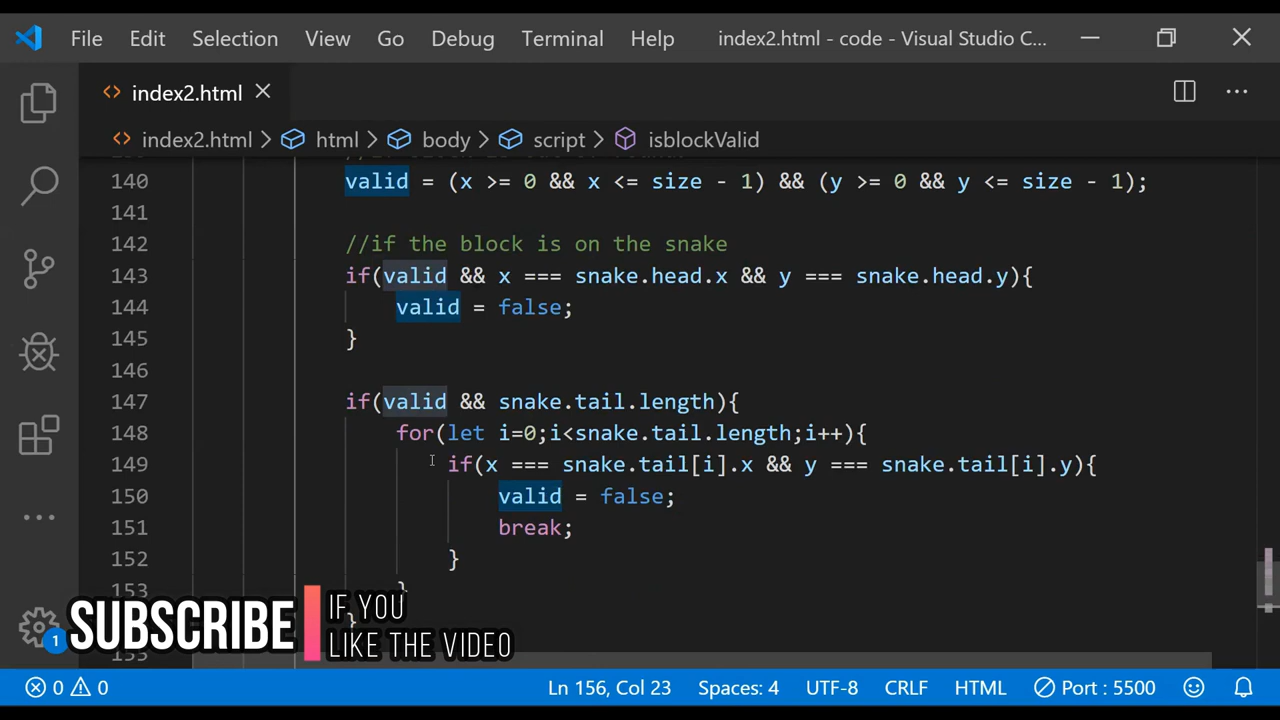 File Edit Selection View Go Debug Terminal Help index2.html - code - Visual Studio C...
index2.html
index2.html > html > body > script > isblockValid
140 valid = (x >= 0 && x <= size - 1) && (y >= 0 && y <= size - 1);
141
142 //if the block is on the snake
143 if(valid && x === snake.head.x && y === snake.head.y){
144 valid = false;
145 }
146
147 if(valid && snake.tail.length){
148 for(let i=0;i<snake.tail.length;i++){
149 if(x === snake.tail[i].x && y === snake.tail[i].y){
150 valid = false;
151 break;
152 }
153 }
}
SUBSCRIBE IF YOU
LIKE THE VIDEO
1
0 0 Ln 156, Col 23 Spaces: 4 UTF-8 CRLF HTML Port : 5500